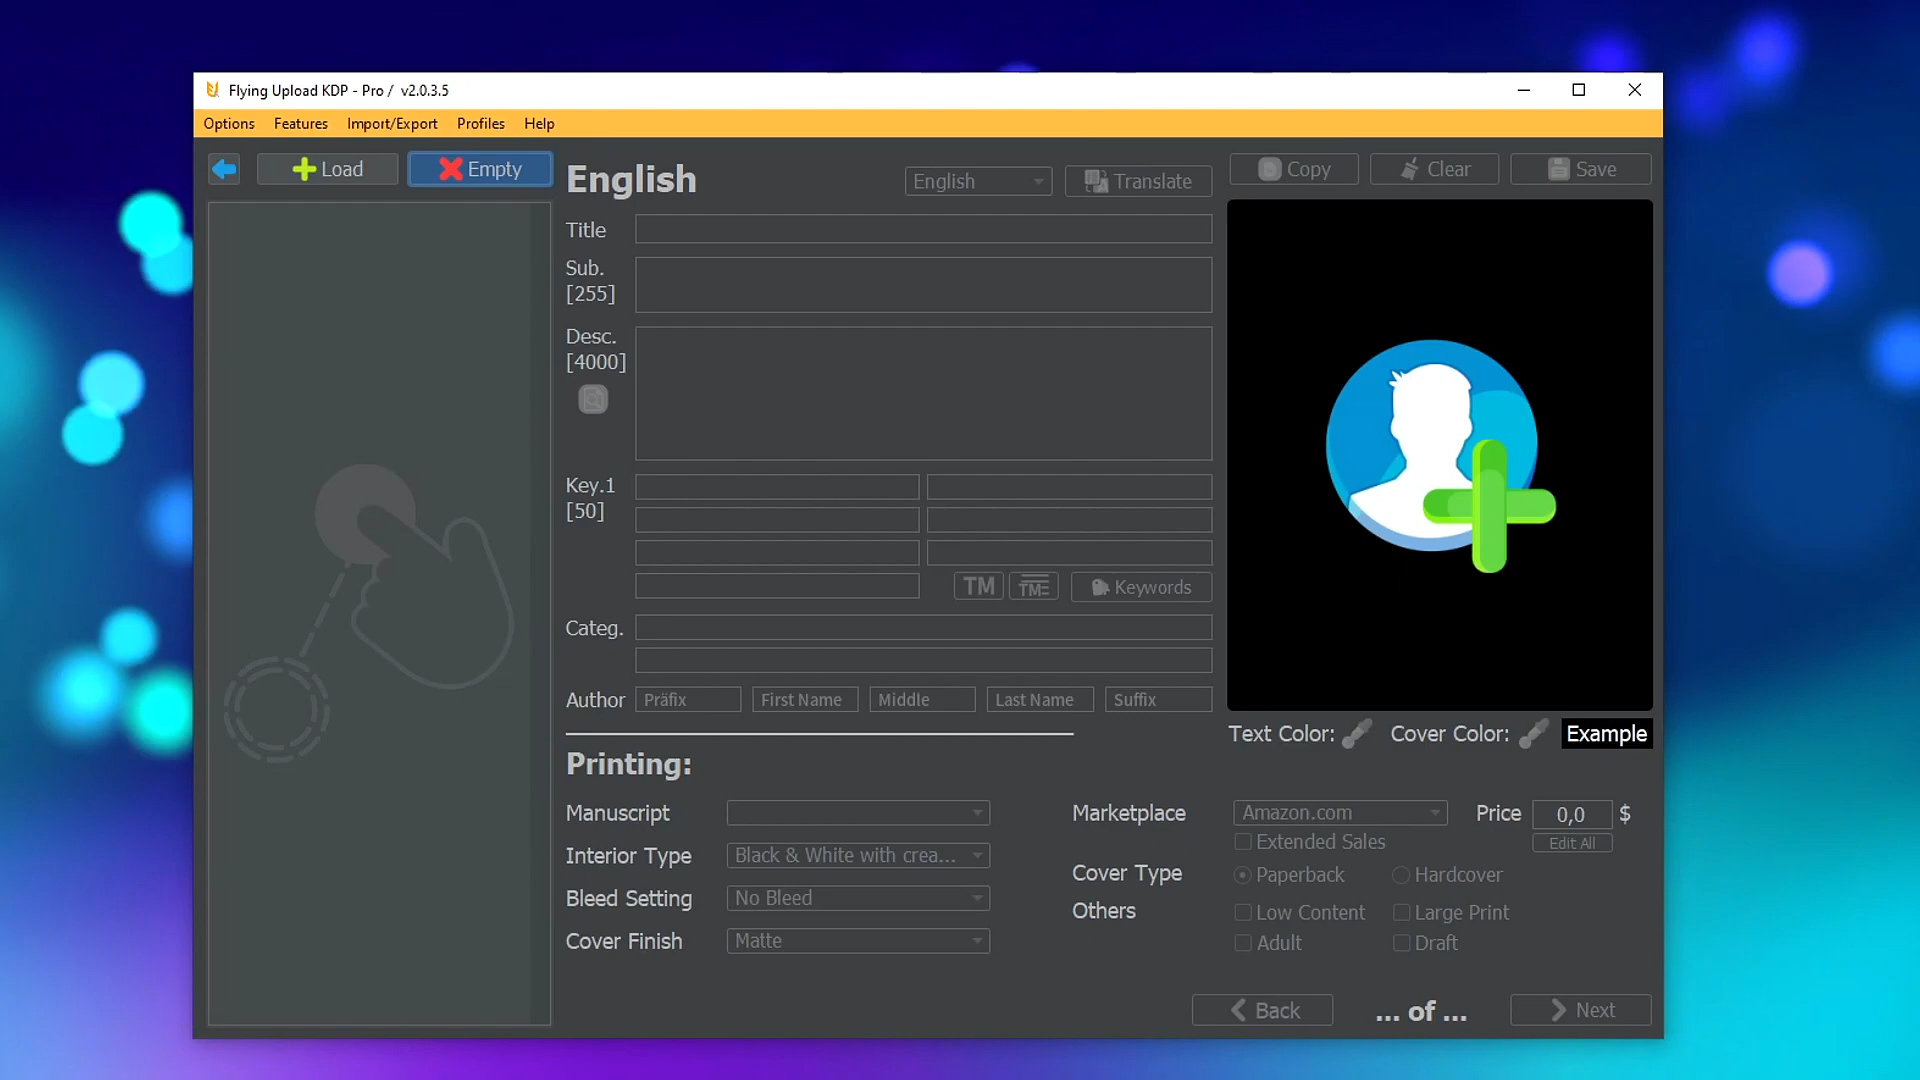 Flying Upload KDP - Pro / v2.0.3.5
Options Features Import/Export Profiles Help
Load Empty
English English Translate Copy Clear Save
Title
Sub.
[255]
Desc.
[4000]
Key.1
[50]
TM TM Keywords
Categ.
Author Präfix First Name Middle Last Name Suffix
Text Color: Cover Color: Example
Printing:
Manuscript Marketplace Amazon.com Price 0,0 $
Extended Sales Edit All
Interior Type Black & White with crea...
Cover Type Paperback Hardcover
Bleed Setting No Bleed
Others Low Content Large Print
Cover Finish Matte Adult Draft
Back ... of ... Next